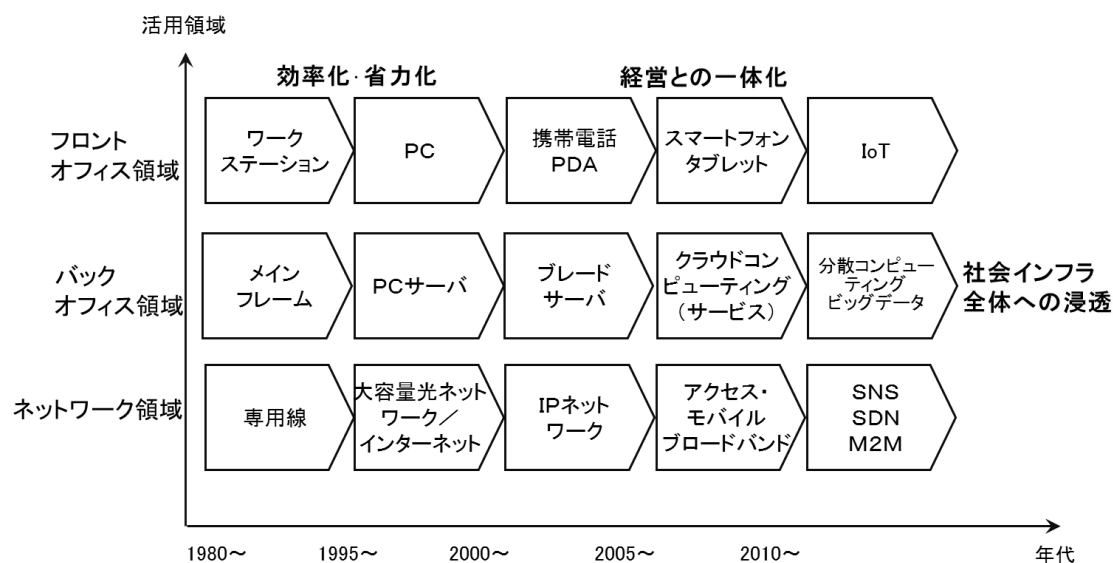 活用領域
効率化・省力化
経営との一体化
フロント
オフィス領域
ワーク
ステーション
PC
携帯電話
PDA
スマートフォン
タブレット
IoT
バック
オフィス領域
メイン
フレーム
PCサーバ
ブレード
サーバ
クラウドコン
ピューティング
（サービス）
分散コンピュー
ティング
ビッグデータ
社会インフラ
全体への浸透
ネットワーク領域
専用線
大容量光ネット
ワーク／
インターネット
IPネット
ワーク
アクセス・
モバイル
ブロードバンド
SNS
SDN
M2M
1980～
1995～
2000～
2005～
2010～
年代